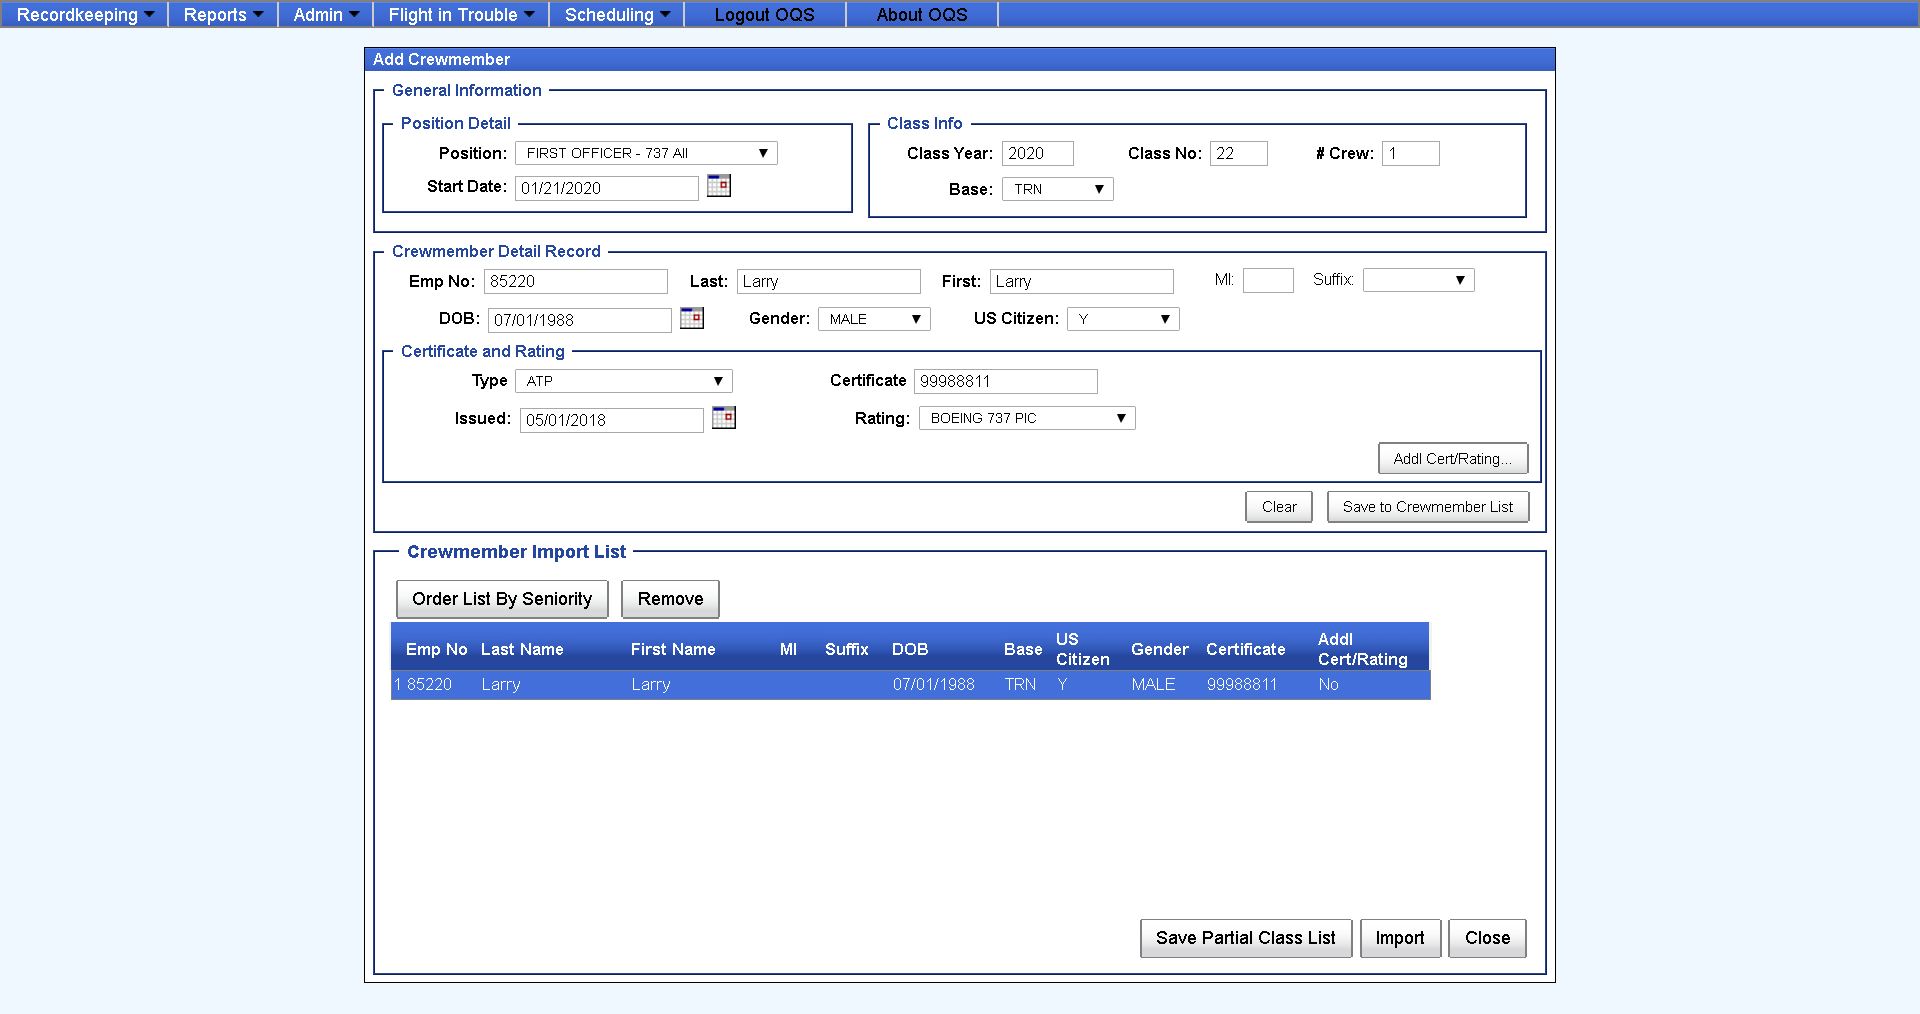 Recordkeeping Reports Admin Flight in Trouble Scheduling Logout OQS About OQS
Add Crewmember
General Information
Position Detail
Position: FIRST OFFICER - 737 All
Start Date: 01/21/2020
Class Info
Class Year: 2020 Class No: 22 # Crew: 1
Base: TRN
Crewmember Detail Record
Emp No: 85220 Last: Larry First: Larry MI: Suffix:
DOB: 07/01/1988 Gender: MALE US Citizen: Y
Certificate and Rating
Type ATP Certificate 99988811
Issued: 05/01/2018 Rating: BOEING 737 PIC
Addl Cert/Rating...
Clear Save to Crewmember List
Crewmember Import List
Order List By Seniority Remove
Emp No Last Name First Name MI Suffix DOB Base US Citizen Gender Certificate Addl Cert/Rating
1 85220 Larry Larry 07/01/1988 TRN Y MALE 99988811 No
Save Partial Class List Import Close